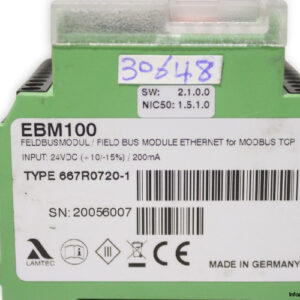 30648
SW: 2.1.0.0
NIC50: 1.5.1.0
EBM100
FELDBUSMODUL / FIELD BUS MODULE ETHERNET for MODBUS TCP
INPUT: 24VDC (+10/-15%) / 200mA
TYPE 667R0720-1
SN: 20056007
LAMTEC
CE
MADE IN GERMANY